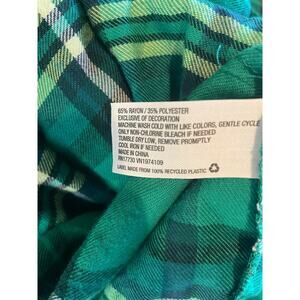 65% RAYON / 35% POLYESTER
EXCLUSIVE OF DECORATION
MACHINE WASH COLD WITH LIKE COLORS, GENTLE CYCLE
ONLY NON-CHLORINE BLEACH IF NEEDED
TUMBLE DRY LOW, REMOVE PROMPTLY
COOL IRON IF NEEDED
MADE IN CHINA
RN17730 VN1974109
LABEL MADE FROM 100% RECYCLED PLASTIC